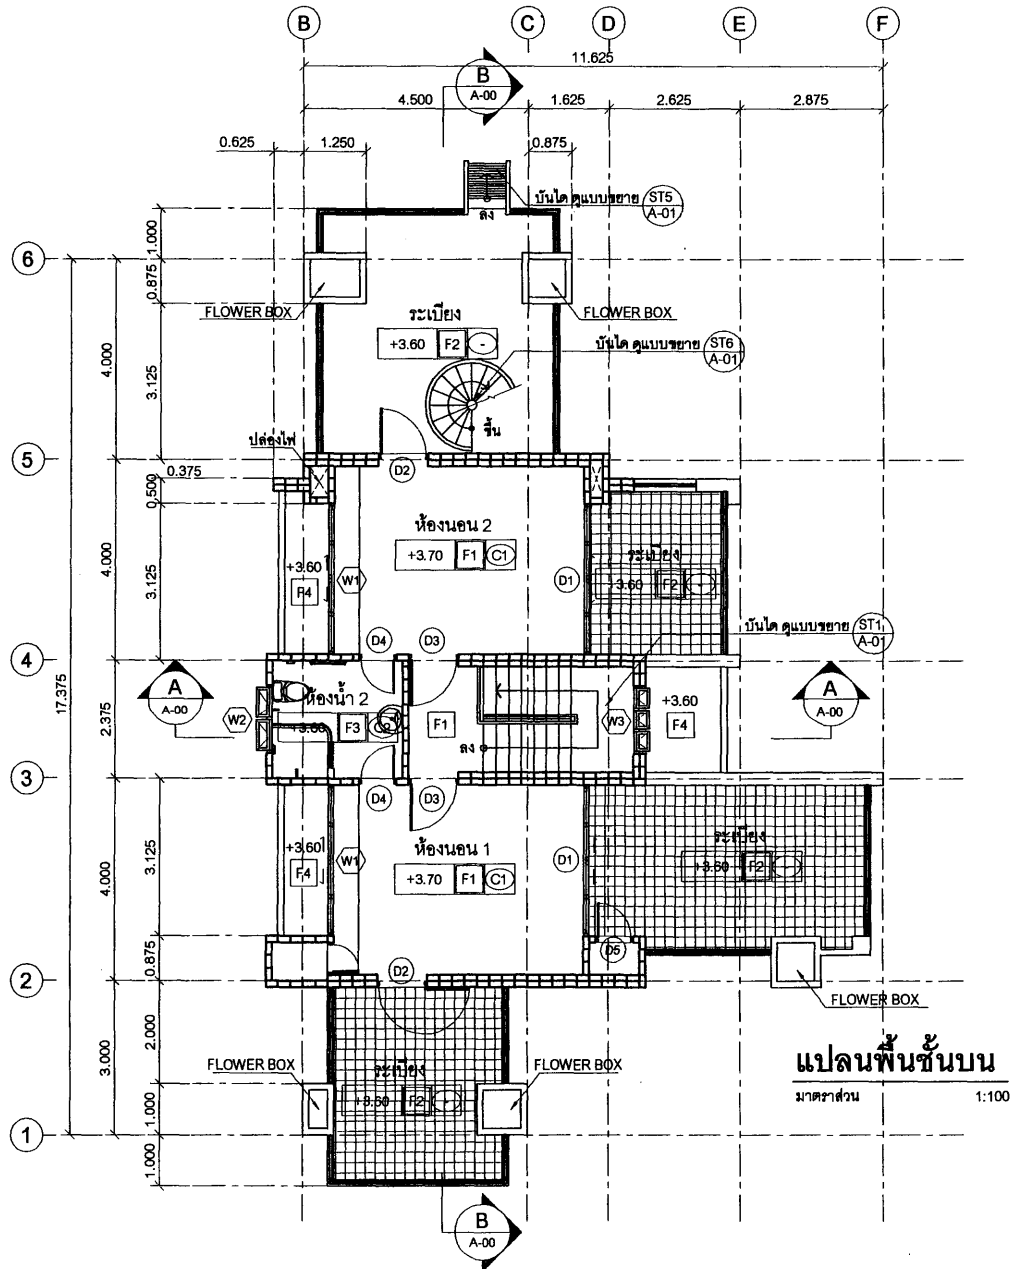 B C D E F
11.625
B
A-00
4.500 1.625 2.625 2.875
0.625 1.250 0.875
บันได ดูแบบขยาย ST5
A-01
ลง
1.000
6
0.875
FLOWER BOX FLOWER BOX
ระเบียง
+3.60 F2 -
บันได ดูแบบขยาย ST6
A-01
4.000
3.125
ขึ้น
ปล่องไฟ
5
D2
0.375
0.500
ห้องนอน 2
+3.70 F1 C1
ระเบียง
+3.60
F4
W1
D1
3.60 F2 -
4.000
3.125
บันได ดูแบบขยาย ST1
A-01
D4 D3
4
A
A-00
A
A-00
17.375
ห้องน้ำ 2
+3.60
F4
W2
+3.60 F3
F1
W3
2.375
ลง
3
D4 D3
ระเบียง
ห้องนอน 1
+3.60
F4
W1
+3.70 F1 C1
D1
+3.60 F2
4.000
3.125
0.875
D5
D2
2
FLOWER BOX
3.000
2.000
FLOWER BOX FLOWER BOX
ระเบียง
+3.60 F2 -
แปลนพื้นชั้นบน
มาตราส่วน 1:100
1.000
1
1.000
B
A-00